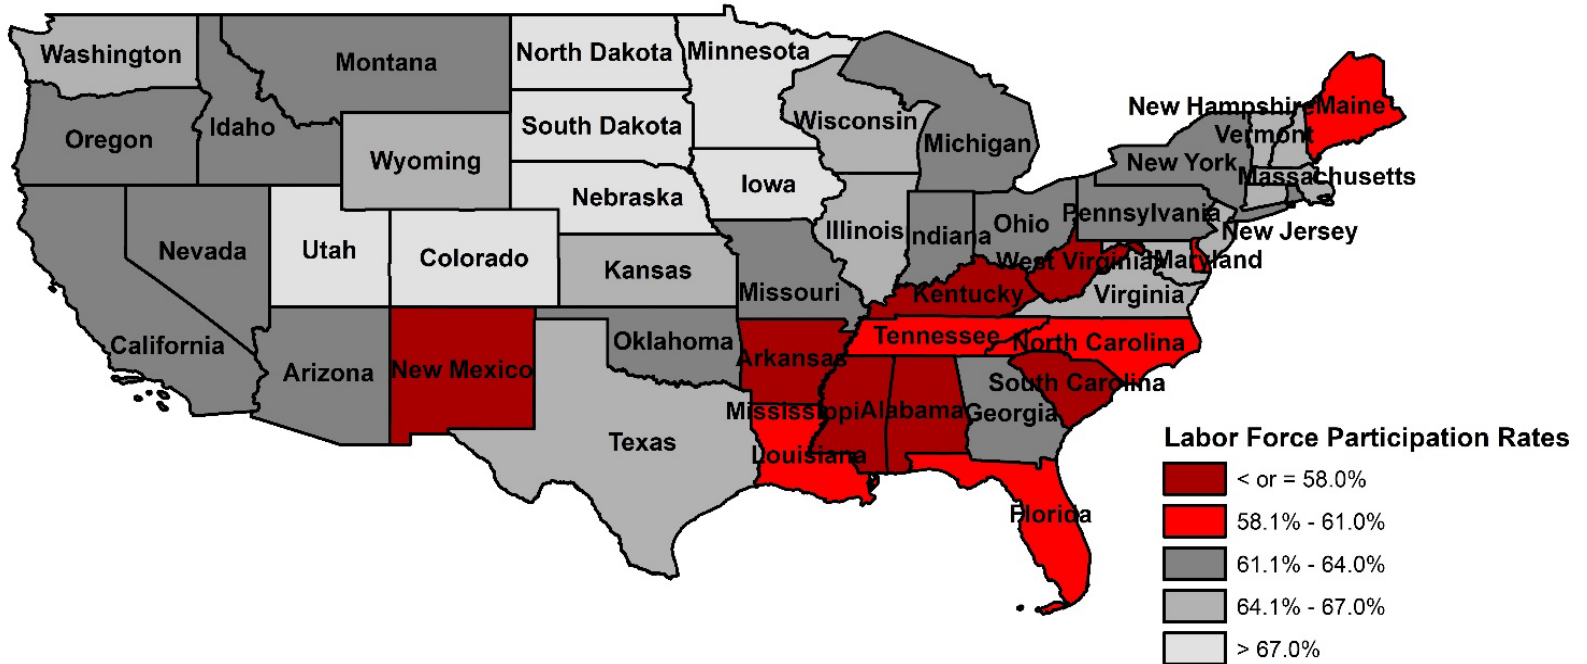 Washington
Montana
North Dakota
Minnesota
Oregon
Idaho
Wyoming
South Dakota
Wisconsin
Michigan
New Hampshire
Maine
Vermont
New York
Massachusetts
Nebraska
Iowa
Nevada
Utah
Colorado
Kansas
Illinois
Indiana
Ohio
Pennsylvania
New Jersey
West Virginia
Maryland
Missouri
Kentucky
Virginia
California
Arizona
New Mexico
Oklahoma
Arkansas
Tennessee
North Carolina
South Carolina
Texas
Mississippi
Alabama
Georgia
Louisiana
Florida
Labor Force Participation Rates
< or = 58.0%
58.1% - 61.0%
61.1% - 64.0%
64.1% - 67.0%
> 67.0%